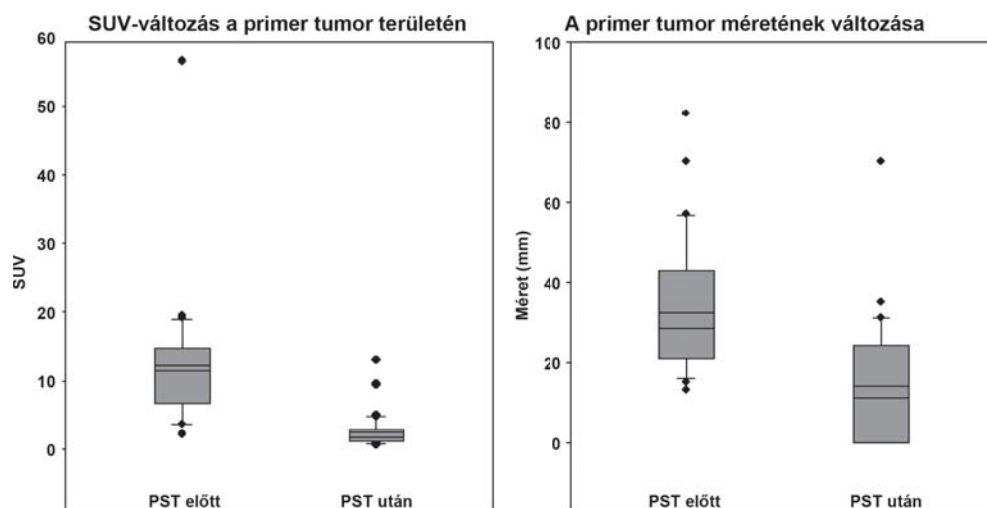 SUV-változás a primer tumor területén
60
50
40
30
20
10
0
SUV
PST előtt
PST után
A primer tumor méretének változása
100
80
60
40
20
0
Méret (mm)
PST előtt
PST után